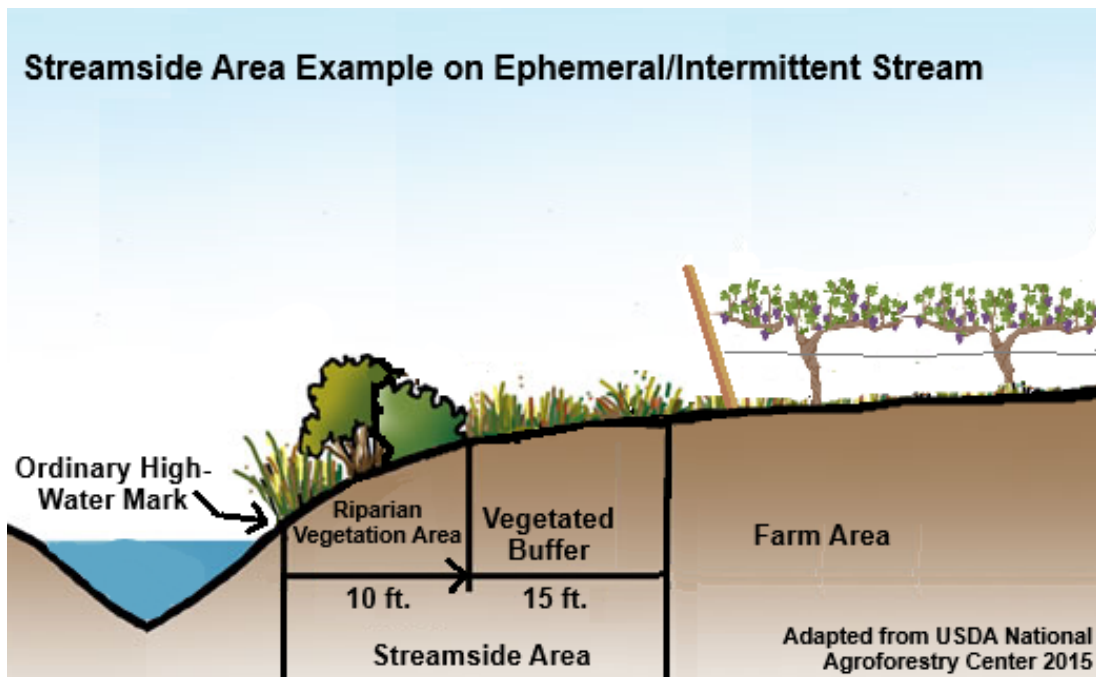 Streamside Area Example on Ephemeral/Intermittent Stream
Ordinary High-
Water Mark
Riparian
Vegetation Area
Vegetated
Buffer
Farm Area
10 ft.
15 ft.
Streamside Area
Adapted from USDA National
Agroforestry Center 2015